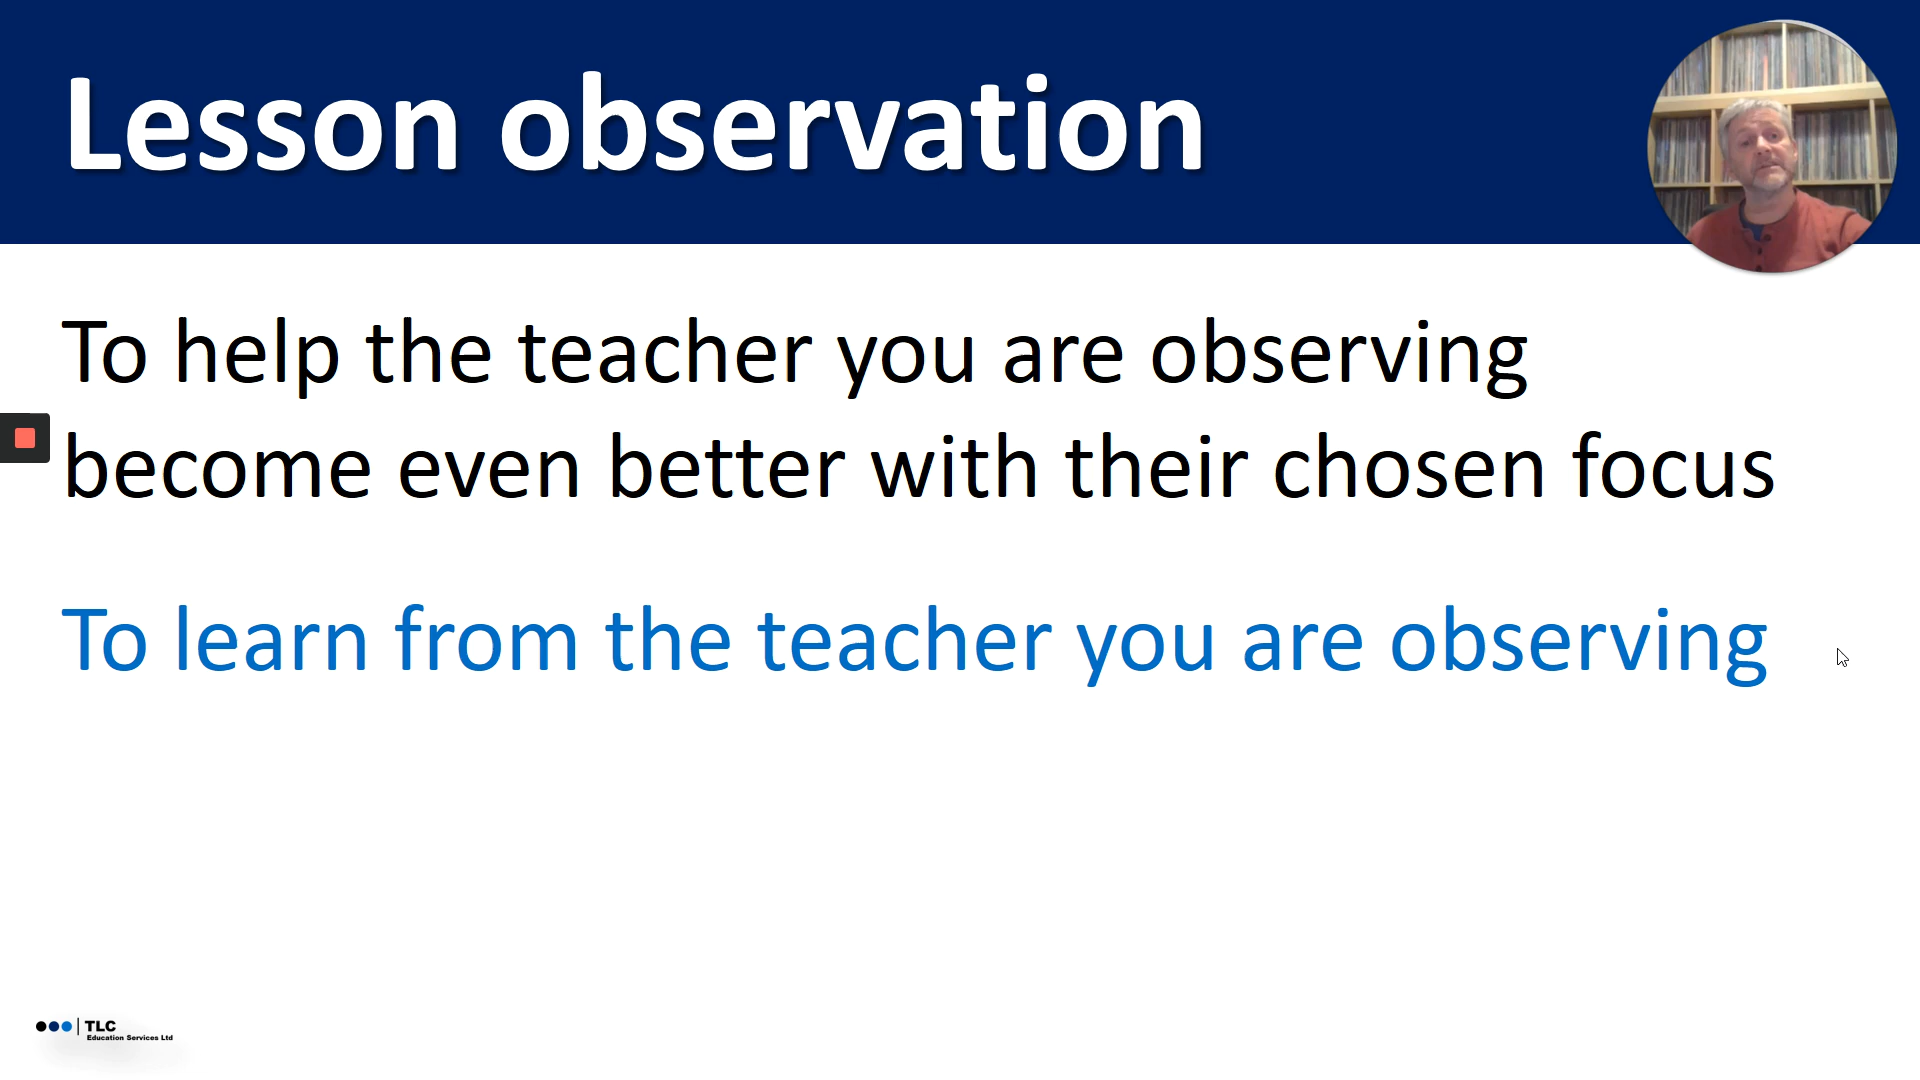 Lesson observation
To help the teacher you are observing
become even better with their chosen focus
To learn from the teacher you are observing
TLC
Education Services Ltd